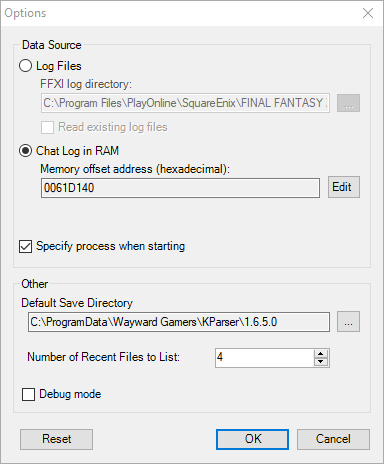 Options
Data Source
Log Files
FFXI log directory:
C:\Program Files\PlayOnline\SquareEnix\FINAL FANTASY
...
Read existing log files
Chat Log in RAM
Memory offset address (hexadecimal):
0061D140
Edit
Specify process when starting
Other
Default Save Directory
C:\ProgramData\Wayward Gamers\KParser\1.6.5.0
...
Number of Recent Files to List:
4
Debug mode
Reset
OK
Cancel